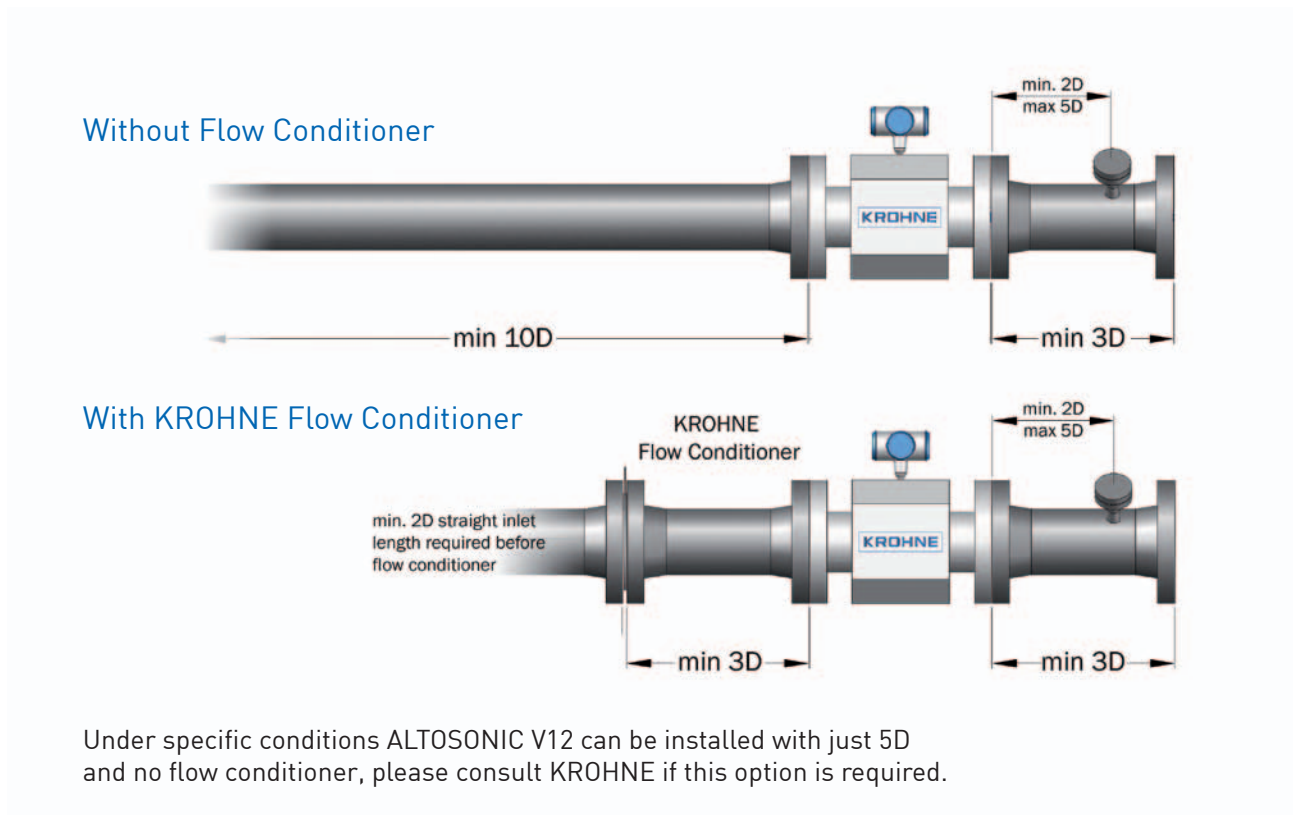 Without Flow Conditioner
min. 2D
max 5D
KROHNE
min 10D
min 3D
With KROHNE Flow Conditioner
KROHNE
Flow Conditioner
min. 2D
max 5D
min. 2D straight inlet
length required before
flow conditioner
KROHNE
min 3D
min 3D
Under specific conditions ALTOSONIC V12 can be installed with just 5D
and no flow conditioner, please consult KROHNE if this option is required.